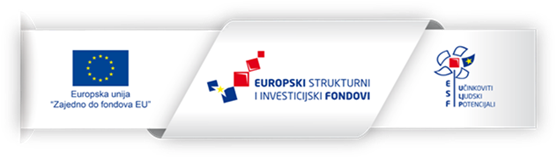 Europska unija
"Zajedno do fondova EU"
EUROPSKI STRUKTURNI
I INVESTICIJSKI FONDOVI
ESF
UČINKOVITI
LJUDSKI
POTENCIJALI